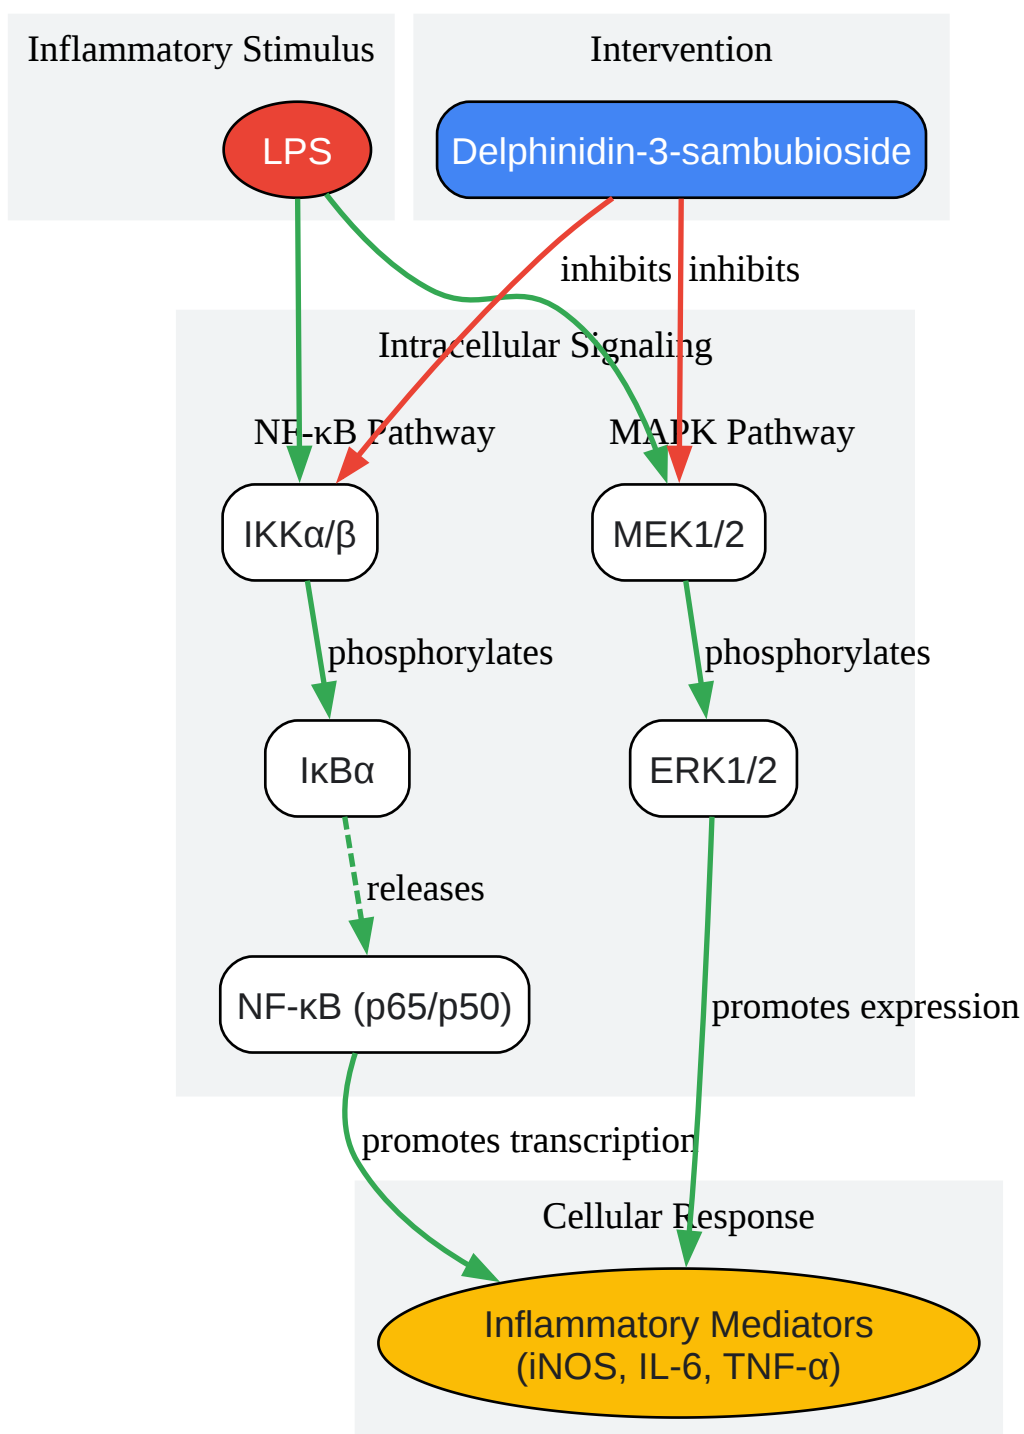 Inflammatory Stimulus
Intervention
LPS
Delphinidin-3-sambubioside
inhibits
inhibits
Intracellular Signaling
NF-κB Pathway
MAPK Pathway
IKKα/β
MEK1/2
phosphorylates
phosphorylates
IκBα
ERK1/2
releases
NF-κB (p65/p50)
promotes expression
promotes transcription
Cellular Response
Inflammatory Mediators
(iNOS, IL-6, TNF-α)